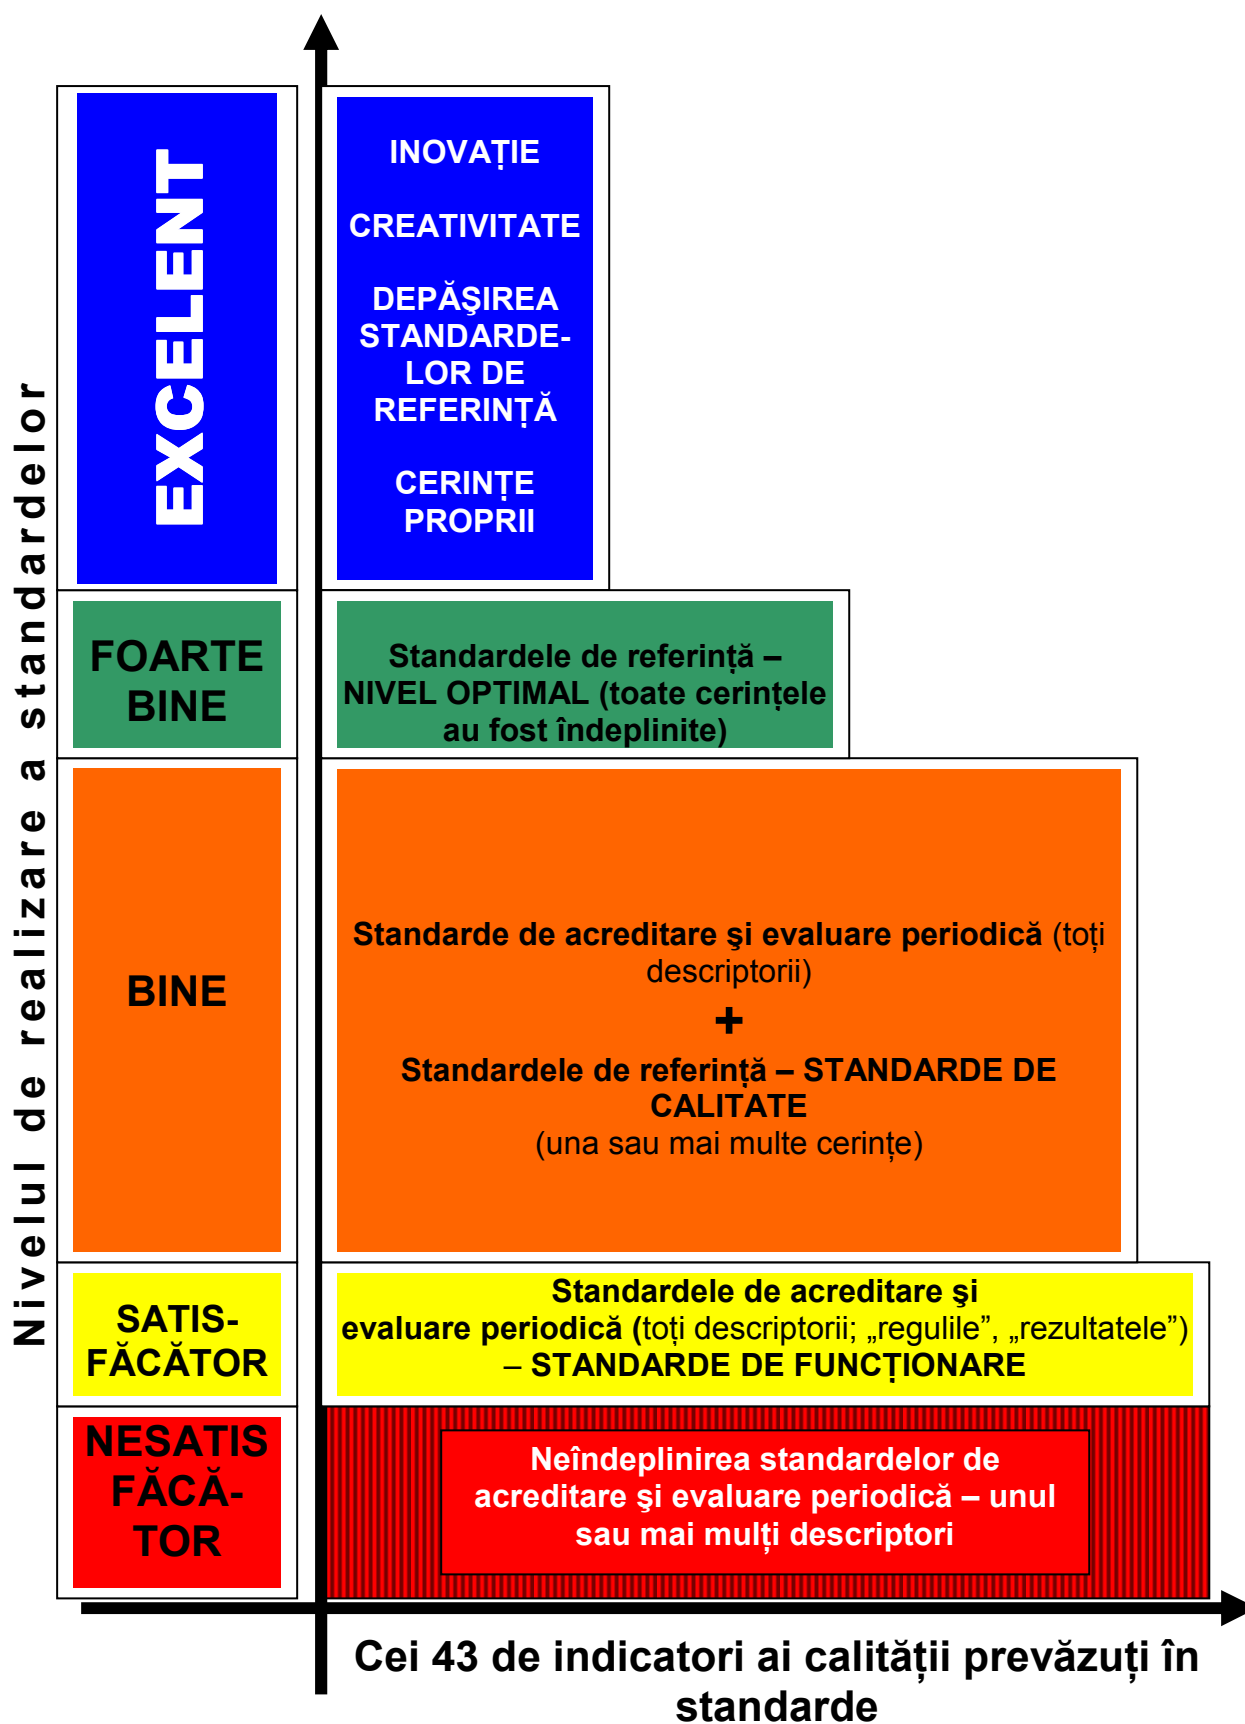 Nivelul de realizare a standardelor
EXCELENT
INOVAȚIE
CREATIVITATE
DEPĂŞIREA
STANDARDE-
LOR DE
REFERINȚĂ
CERINȚE
PROPRII
FOARTE
BINE
Standardele de referință –
NIVEL OPTIMAL (toate cerințele
au fost îndeplinite)
BINE
Standarde de acreditare şi evaluare periodică (toți
descriptorii)
+
Standardele de referință – STANDARDE DE
CALITATE
(una sau mai multe cerințe)
SATIS-
FĂCĂTOR
Standardele de acreditare şi
evaluare periodică (toți descriptorii; „regulile”, „rezultatele”)
– STANDARDE DE FUNCȚIONARE
NESATIS
FĂCĂ-
TOR
Neîndeplinirea standardelor de
acreditare şi evaluare periodică – unul
sau mai mulți descriptori
Cei 43 de indicatori ai calității prevăzuți în
standarde